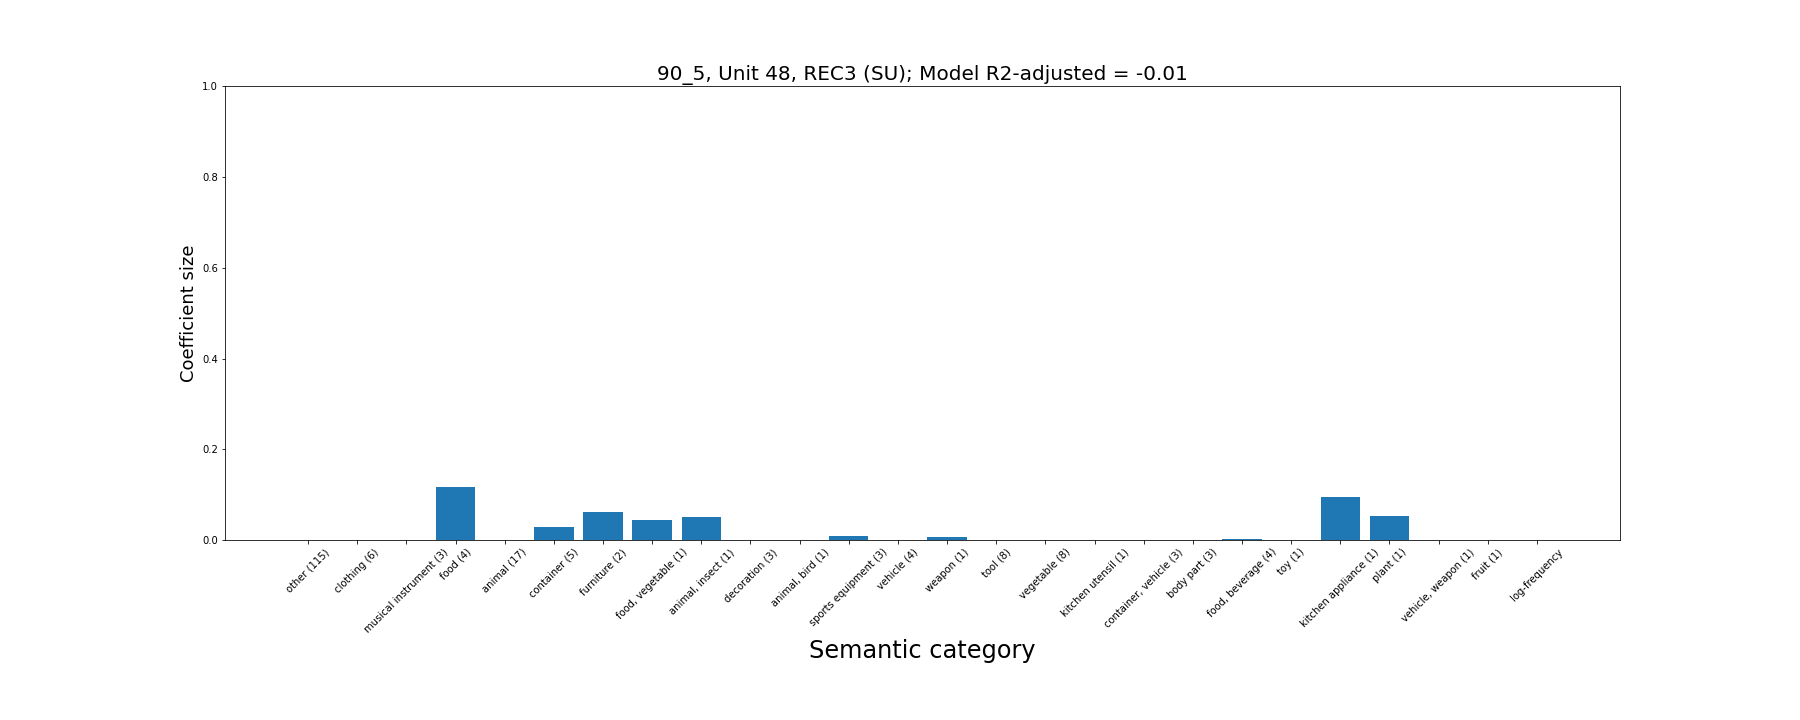 90_5, Unit 48, REC3 (SU); Model R2-adjusted = -0.01
Coefficient size
1.0
0.8
0.6
0.4
0.2
0.0
other (115)
clothing (6)
musical instrument (3)
food (4)
animal (17)
container (5)
furniture (2)
food, vegetable (1)
animal, insect (1)
decoration (3)
animal, bird (1)
sports equipment (3)
vehicle (4)
weapon (1)
tool (8)
vegetable (8)
kitchen utensil (1)
container, vehicle (3)
body part (3)
food, beverage (4)
toy (1)
kitchen appliance (1)
plant (1)
vehicle, weapon (1)
fruit (1)
log-frequency
Semantic category